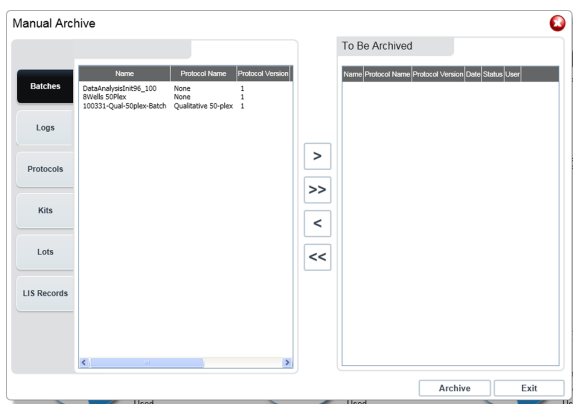 Manual Archive
To Be Archived
Name Protocol Name Protocol Version
Name Protocol Name Protocol Version Date Status User
Batches
DataAnalysisInit96_100 None 1
8Wells 50Plex None 1
100331-Qual-50plex-Batch Qualitative 50-plex 1
Logs
Protocols
Kits
Lots
LIS Records
>
>>
<
<<
Archive
Exit
Used
Used